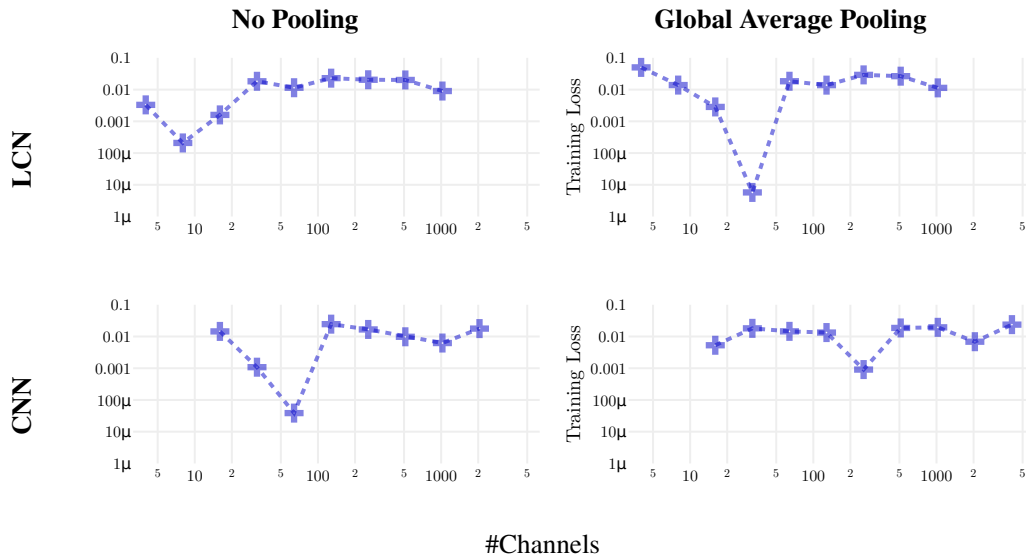 No Pooling
Global Average Pooling
LCN
0.1
0.01
0.001
100μ
10μ
1μ
5 10 2 5 100 2 5 1000 2 5
Training Loss
0.1
0.01
0.001
100μ
10μ
1μ
5 10 2 5 100 2 5 1000 2 5
CNN
0.1
0.01
0.001
100μ
10μ
1μ
5 10 2 5 100 2 5 1000 2 5
Training Loss
0.1
0.01
0.001
100μ
10μ
1μ
5 10 2 5 100 2 5 1000 2 5
#Channels